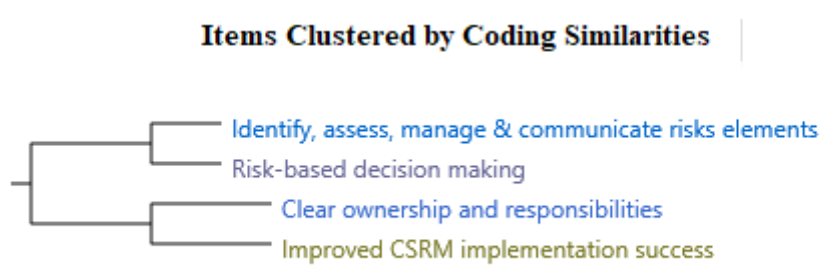 Items Clustered by Coding Similarities
Identify, assess, manage & communicate risks elements
Risk-based decision making
Clear ownership and responsibilities
Improved CSRM implementation success